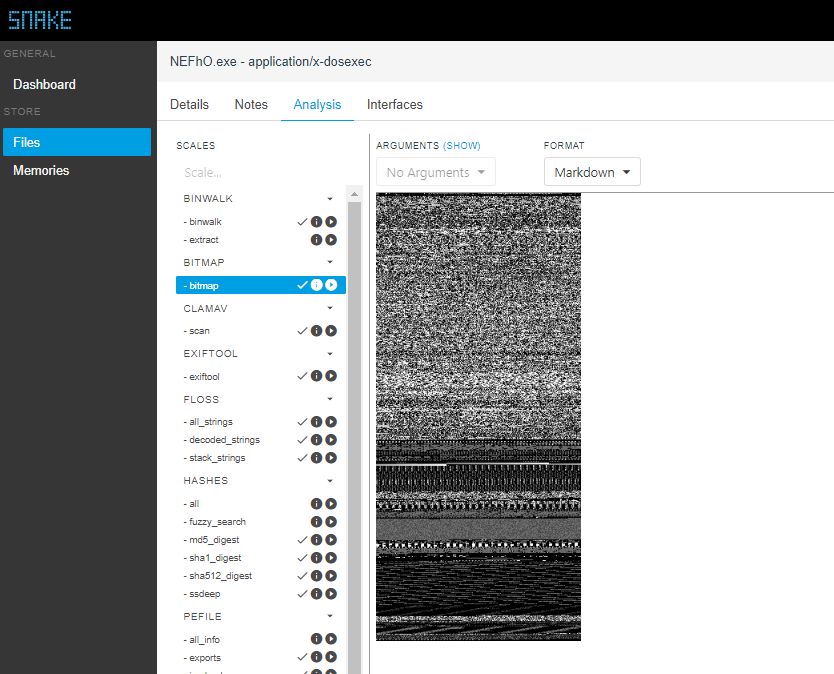 SNAKE
GENERAL
Dashboard
STORE
Files
Memories
NEFhO.exe - application/x-dosexec
Details Notes Analysis Interfaces
SCALES
Scale...
BINWALK
- binwalk
- extract
BITMAP
- bitmap
CLAMAV
- scan
EXIFTOOL
- exiftool
FLOSS
- all_strings
- decoded_strings
- stack_strings
HASHES
- all
- fuzzy_search
- md5_digest
- sha1_digest
- sha512_digest
- ssdeep
PEFILE
- all_info
- exports
ARGUMENTS (SHOW)
No Arguments
FORMAT
Markdown